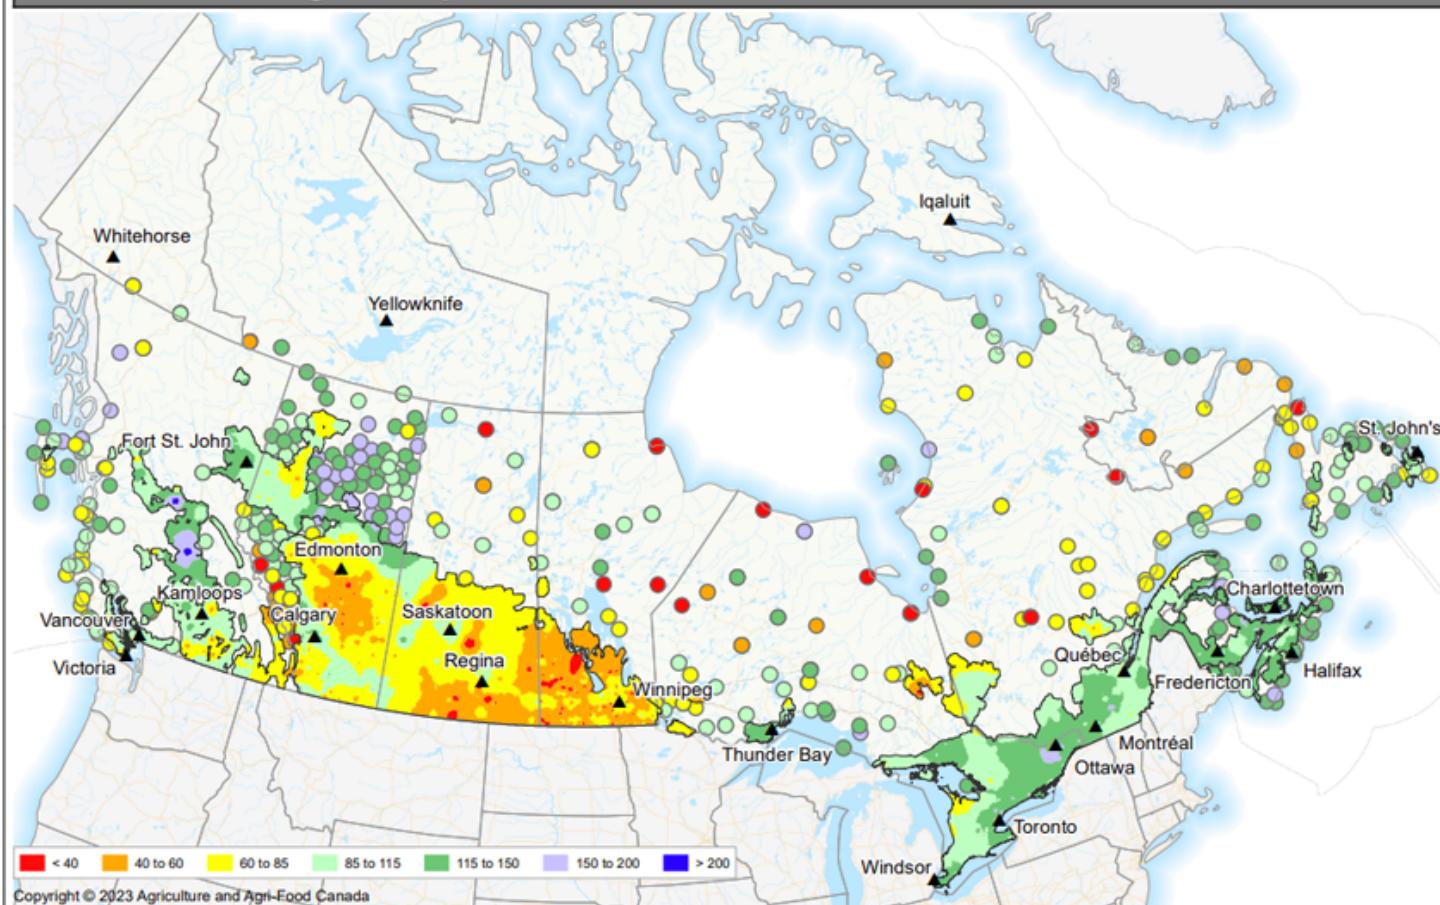 Iqaluit
Whitehorse
Yellowknife
Fort St. John
St. John's
Edmonton
Kamloops
Charlottetown
Calgary
Saskatoon
Vancouver
Québec
Victoria
Regina
Halifax
Fredericton
Winnipeg
Montréal
Thunder Bay
Ottawa
Toronto
Windsor
< 40 40 to 60 60 to 85 85 to 115 115 to 150 150 to 200 > 200
Copyright © 2023 Agriculture and Agri-Food Canada